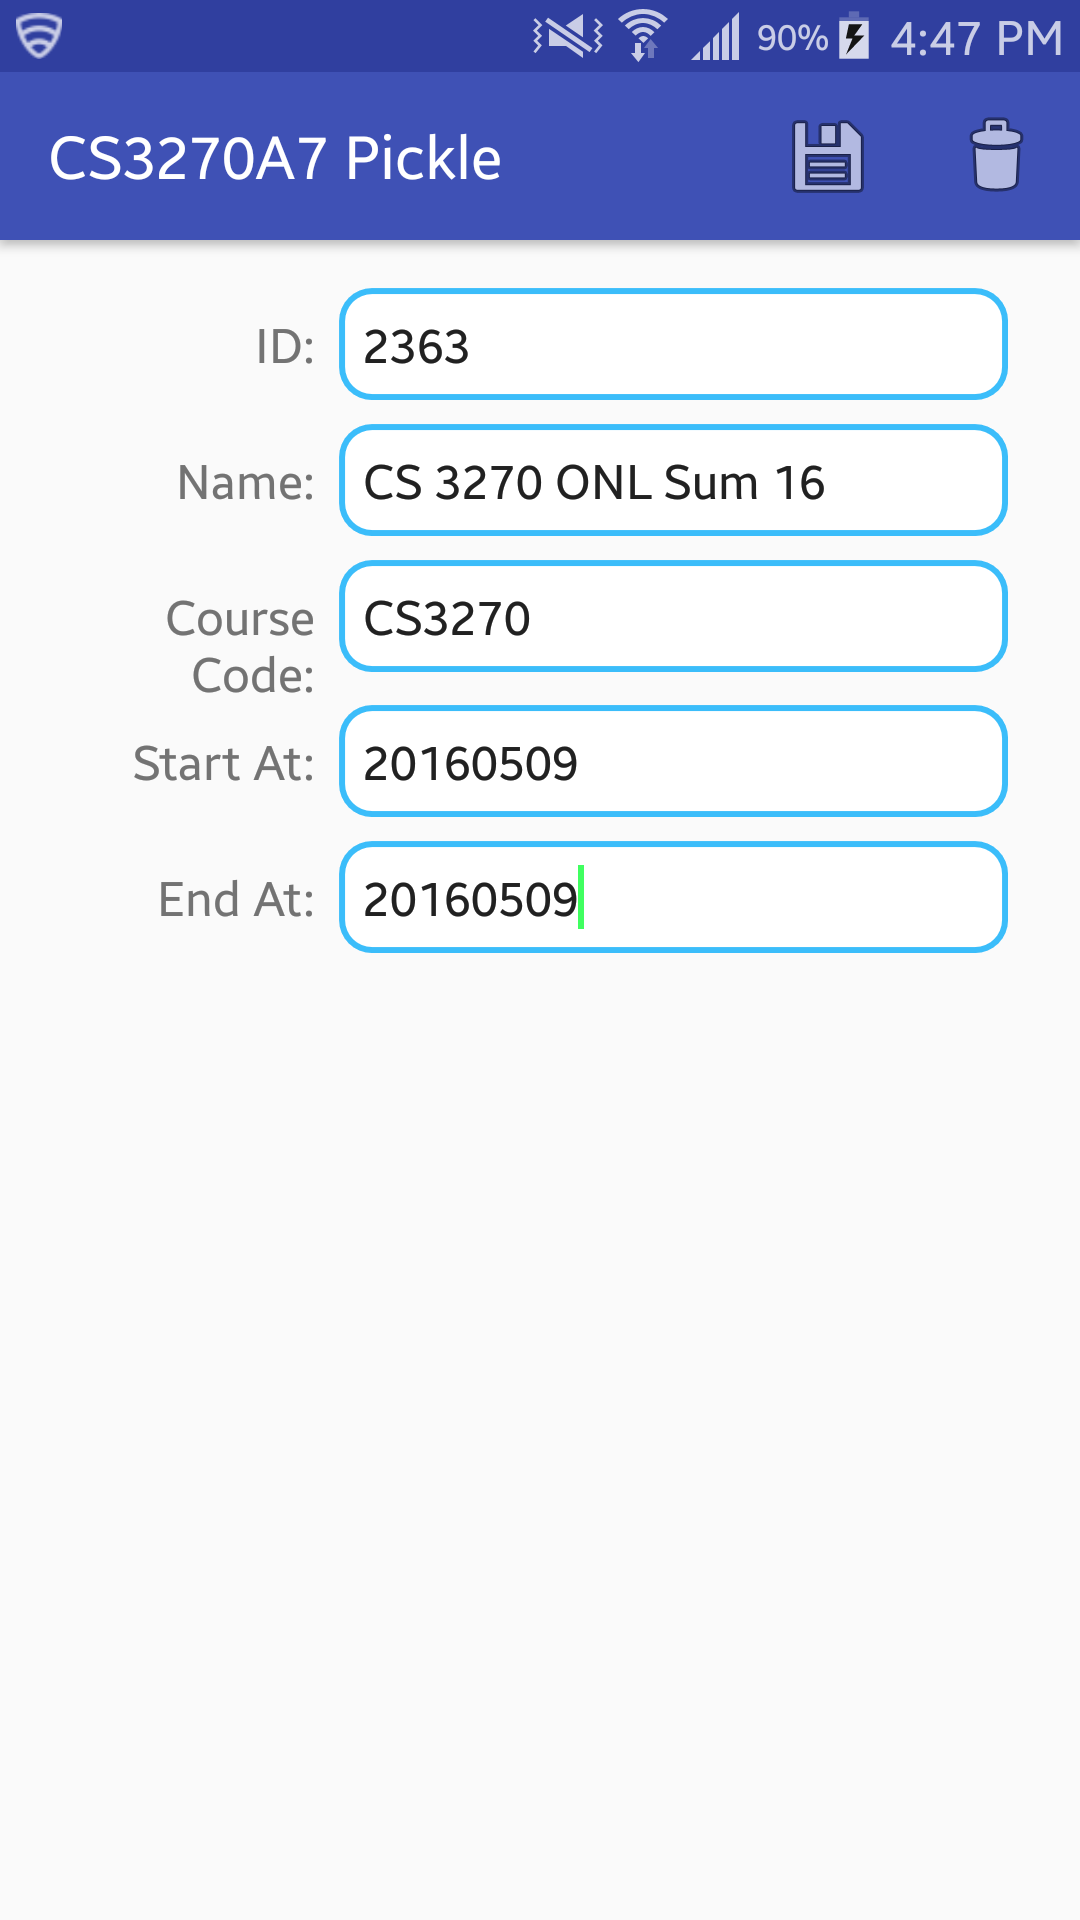 90% 4:47 PM
CS3270A7 Pickle
ID: 2363
Name: CS 3270 ONL Sum 16
Course CS3270
Code:
Start At: 20160509
End At: 20160509